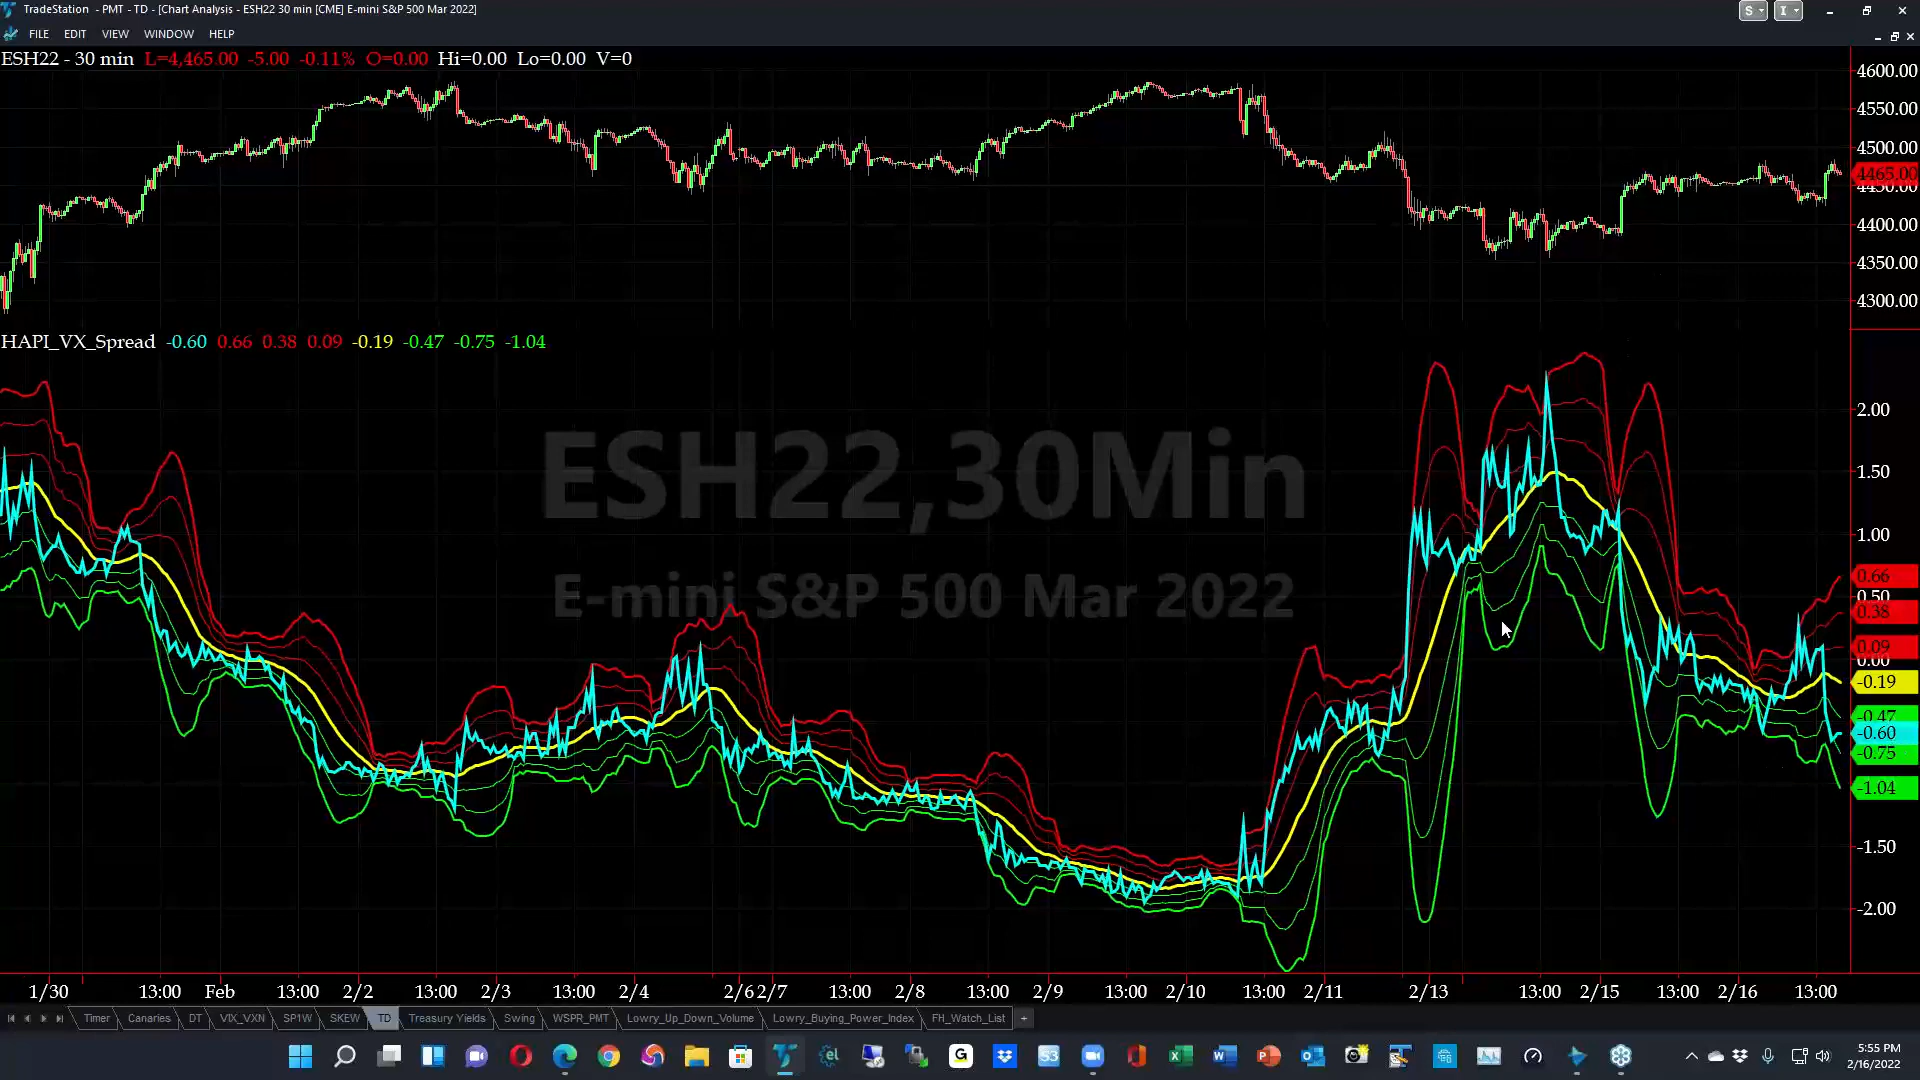 TradeStation - PMT - TD - [Chart Analysis - ESH22 30 min [CME] E-mini S&P 500 Mar 2022]
S I
FILE EDIT VIEW WINDOW HELP
ESH22 - 30 min L=4,465.00 -5.00 -0.11% O=0.00 Hi=0.00 Lo=0.00 V=0
4600.00
4550.00
4500.00
4465.00
4450.00
4400.00
4350.00
4300.00
HAPI_VX_Spread -0.60 0.66 0.38 0.09 -0.19 -0.47 -0.75 -1.04
ESH22,30Min
E-mini S&P 500 Mar 2022
2.00
1.50
1.00
0.66
0.50
0.38
0.09
0.00
-0.19
-0.47
-0.60
-0.75
-1.04
-1.50
-2.00
1/30 13:00 Feb 13:00 2/2 13:00 2/3 13:00 2/4 2/6 2/7 13:00 2/8 13:00 2/9 13:00 2/10 13:00 2/11 2/13 13:00 2/15 13:00 2/16 13:00
Timer Canaries DT VIX_VXN SP1W SKEW TD Treasury Yields Swing WSPR_PMT Lowry_Up_Down_Volume Lowry_Buying_Power_Index FH_Watch_List +
5:55 PM
2/16/2022